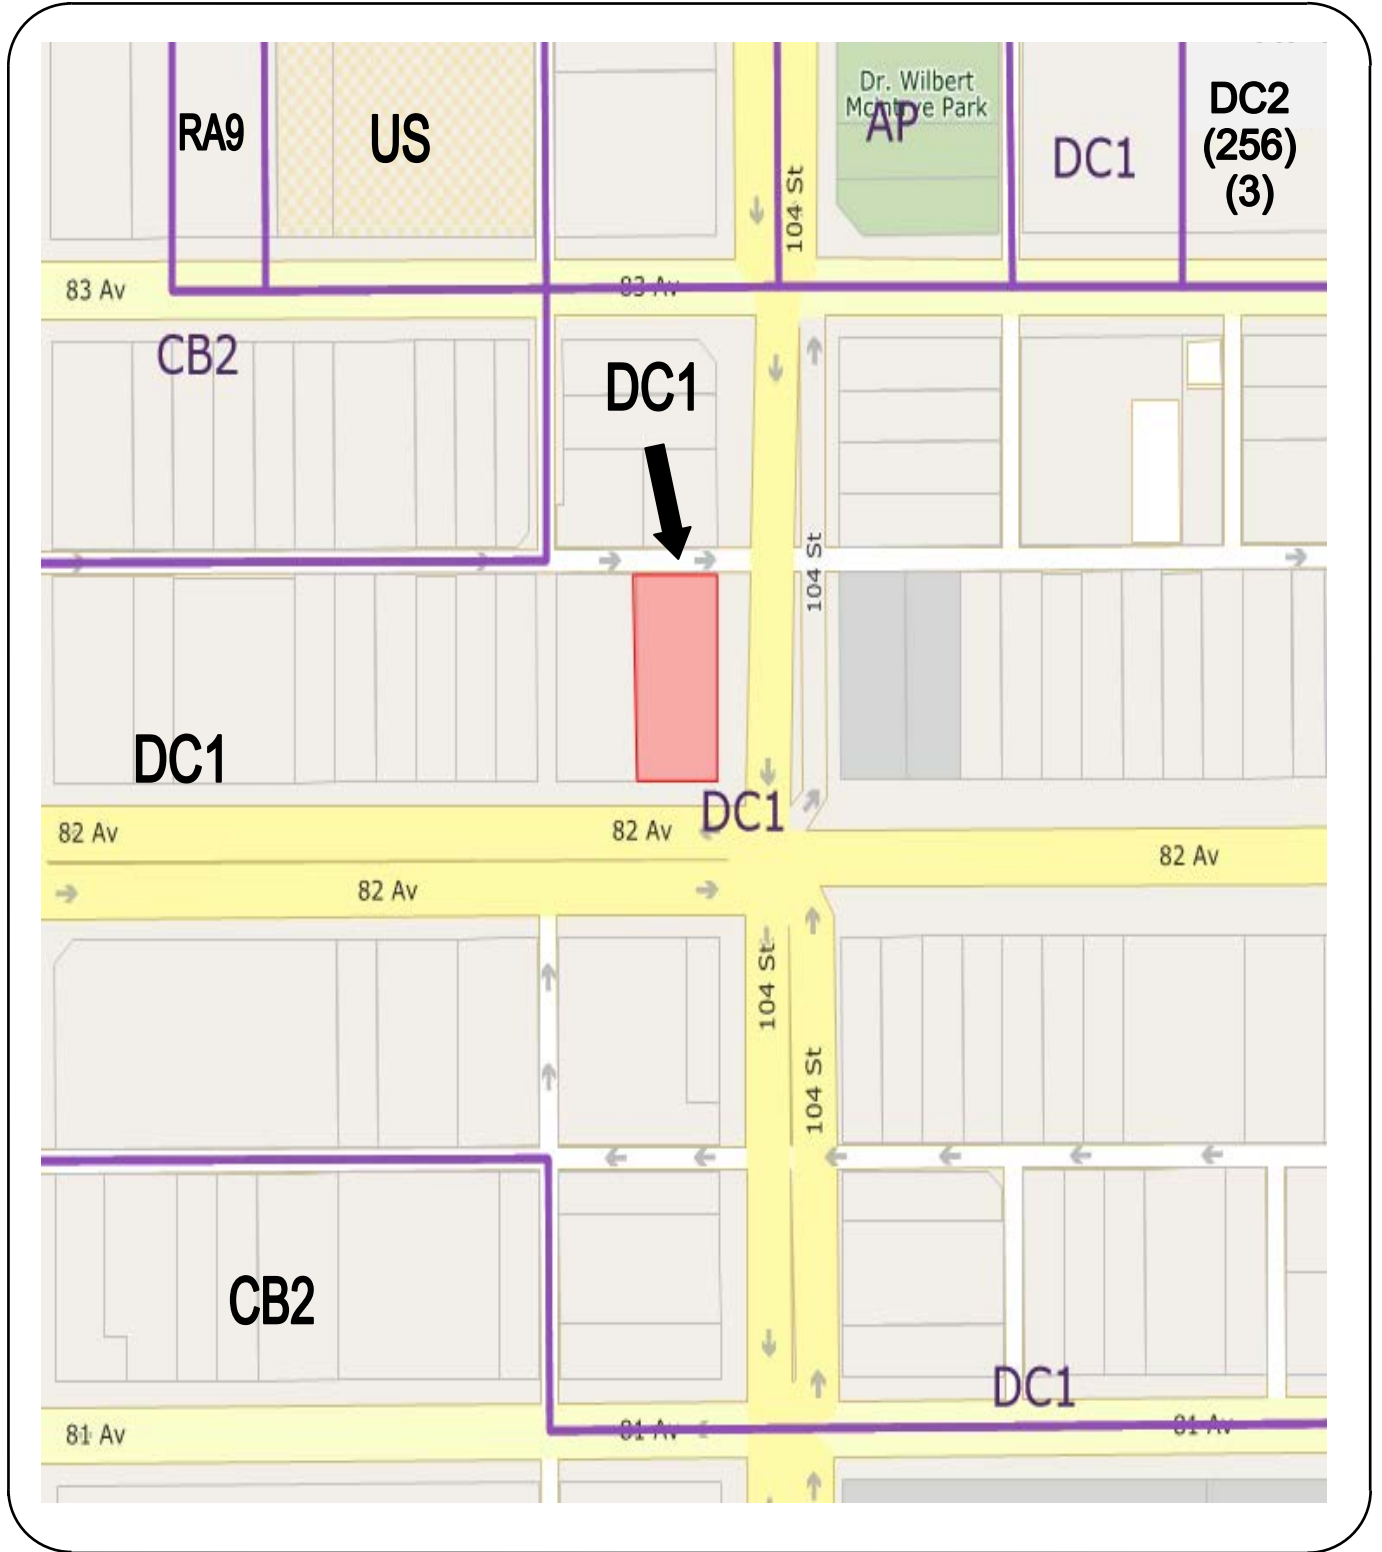 Dr. Wilbert
McIntyre Park
AP
RA9
US
DC1
DC2
(256)
(3)
104 St
83 Av
83 Av
CB2
DC1
104 St
DC1
DC1
82 Av
82 Av
82 Av
82 Av
104 St
104 St
CB2
DC1
81 Av
81 Av
81 Av